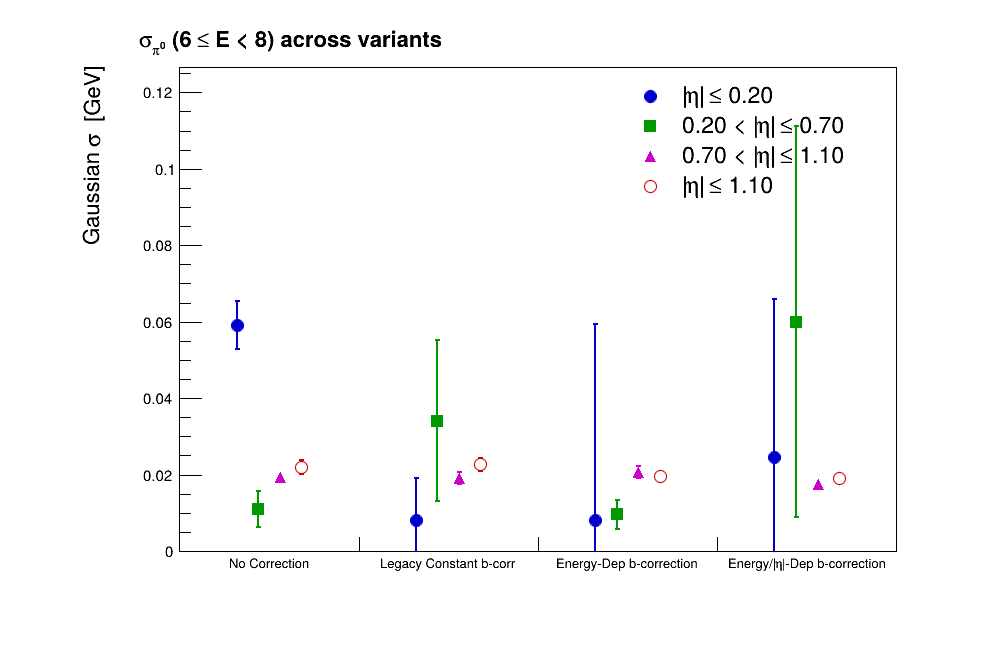 σπ⁰ (6 ≤ E < 8) across variants
Gaussian σ [GeV]
0.12
0.1
0.08
0.06
0.04
0.02
0
|η| ≤ 0.20
0.20 < |η| ≤ 0.70
0.70 < |η| ≤ 1.10
|η| ≤ 1.10
No Correction
Legacy Constant b-corr
Energy-Dep b-correction
Energy/|η|-Dep b-correction